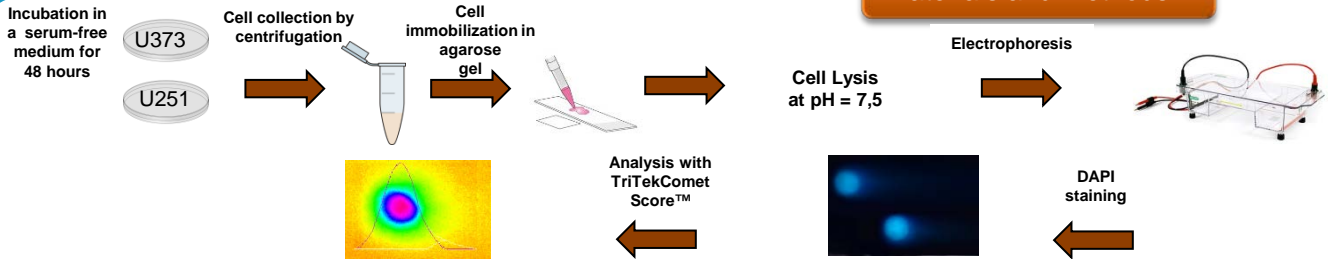 Incubation in
a serum-free
medium for
48 hours
U373
U251
Cell collection by
centrifugation
Cell
immobilization in
agarose
gel
Cell Lysis
at pH = 7,5
Electrophoresis
DAPI
staining
Analysis with
TriTekComet
Score™